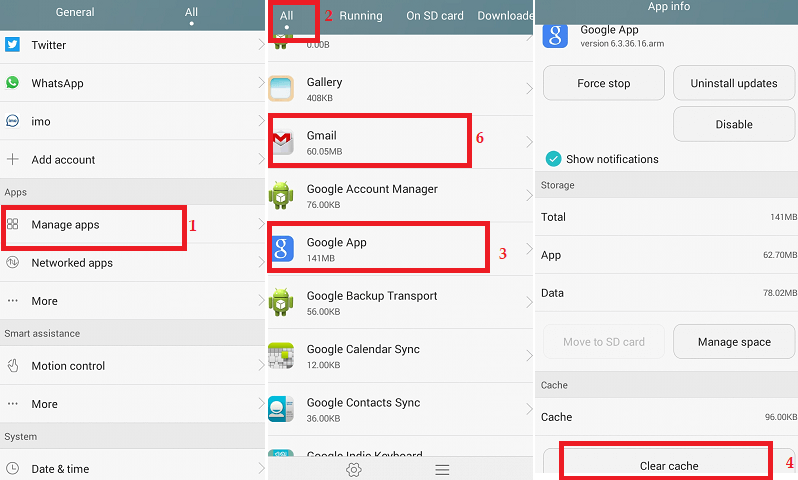 General All
Twitter
WhatsApp
imo
Add account
Apps
Manage apps
1
Networked apps
More
Smart assistance
Motion control
More
System
Date & time
All 2 Running On SD card Downloade
0.00B
Gallery
408KB
Gmail
60.05MB
6
Google Account Manager
76.00KB
Google App
141MB
3
Google Backup Transport
56.00KB
Google Calendar Sync
12.00KB
Google Contacts Sync
36.00KB
Google Indic Keyboard
App info
Google App
version 6.3.36.16.arm
Force stop
Uninstall updates
Disable
Show notifications
Storage
Total 141MB
App 62.70MB
Data 78.02MB
Move to SD card
Manage space
Cache
Cache 96.00KB
Clear cache
4